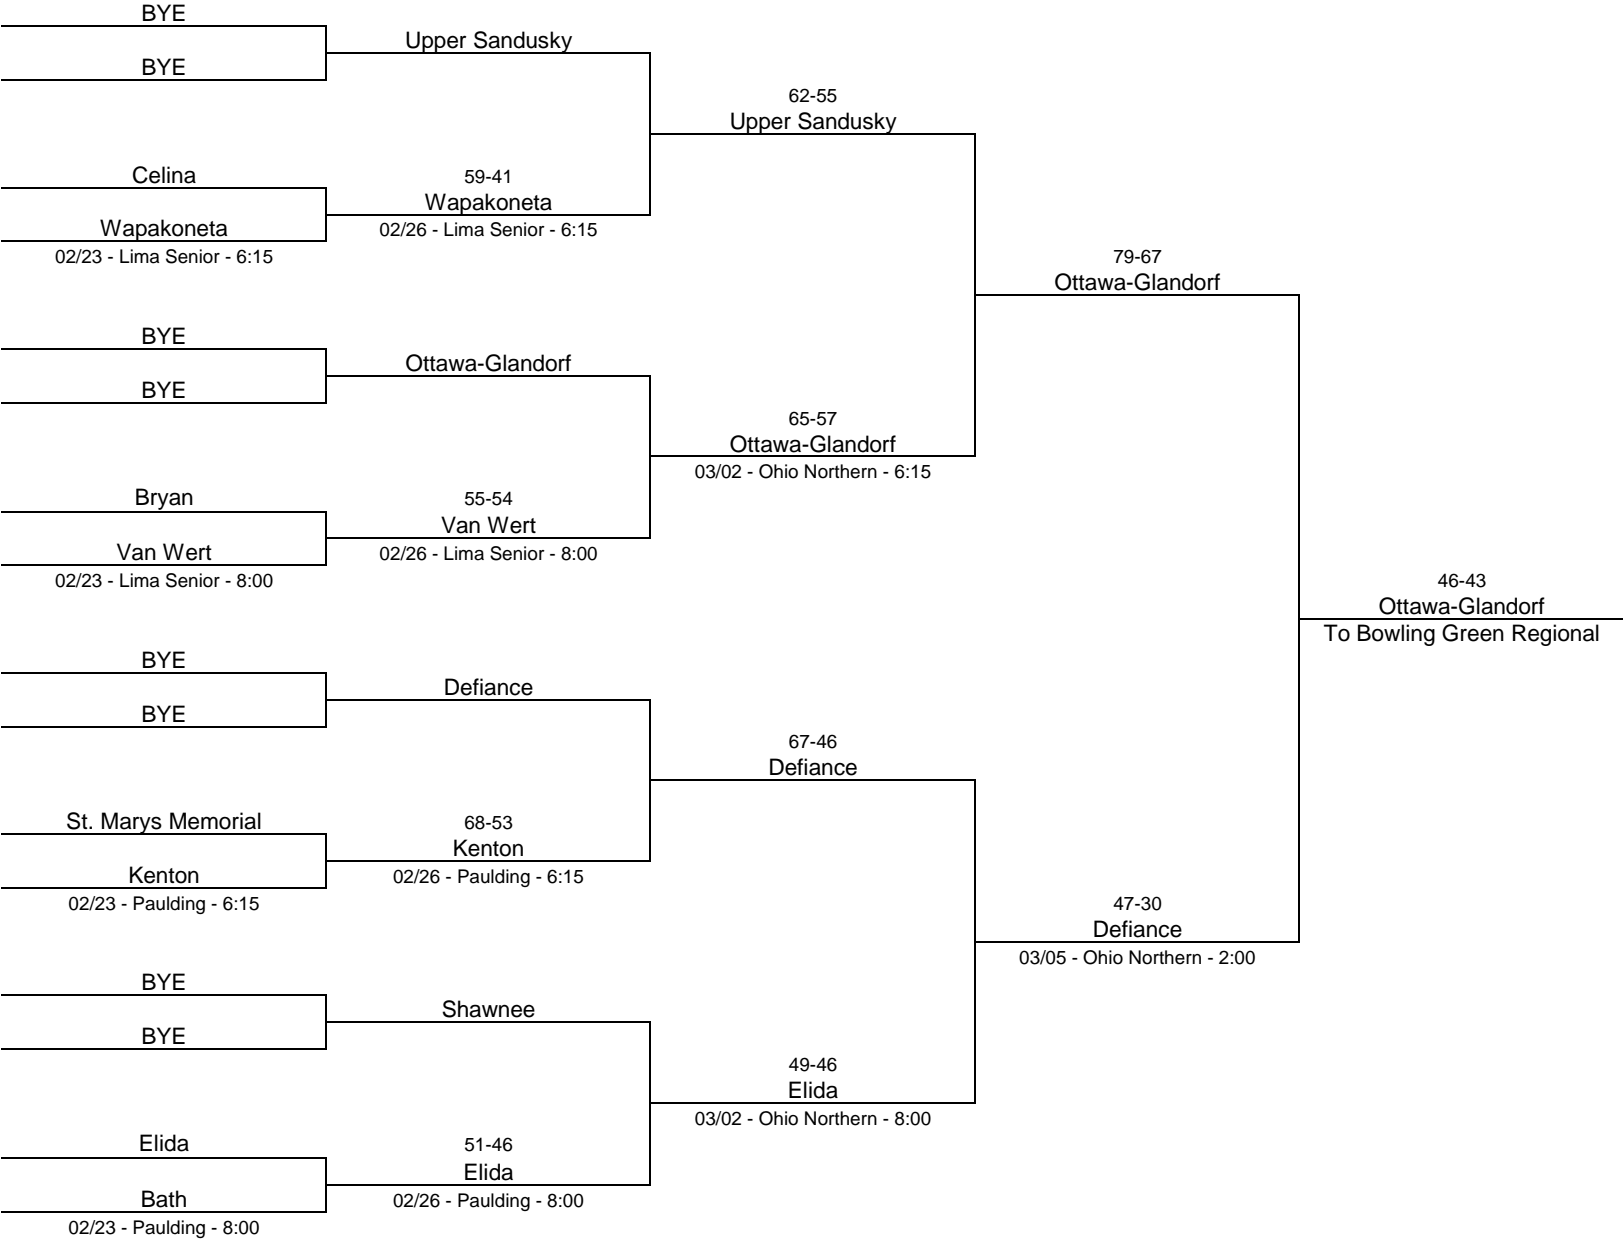 BYE
BYE
Upper Sandusky
62-55
Upper Sandusky
Celina
Wapakoneta
02/23 - Lima Senior - 6:15
59-41
Wapakoneta
02/26 - Lima Senior - 6:15
79-67
Ottawa-Glandorf
BYE
BYE
Ottawa-Glandorf
65-57
Ottawa-Glandorf
03/02 - Ohio Northern - 6:15
Bryan
Van Wert
02/23 - Lima Senior - 8:00
55-54
Van Wert
02/26 - Lima Senior - 8:00
46-43
Ottawa-Glandorf
To Bowling Green Regional
BYE
BYE
Defiance
67-46
Defiance
St. Marys Memorial
Kenton
02/23 - Paulding - 6:15
68-53
Kenton
02/26 - Paulding - 6:15
47-30
Defiance
03/05 - Ohio Northern - 2:00
BYE
BYE
Shawnee
49-46
Elida
03/02 - Ohio Northern - 8:00
Elida
Bath
02/23 - Paulding - 8:00
51-46
Elida
02/26 - Paulding - 8:00